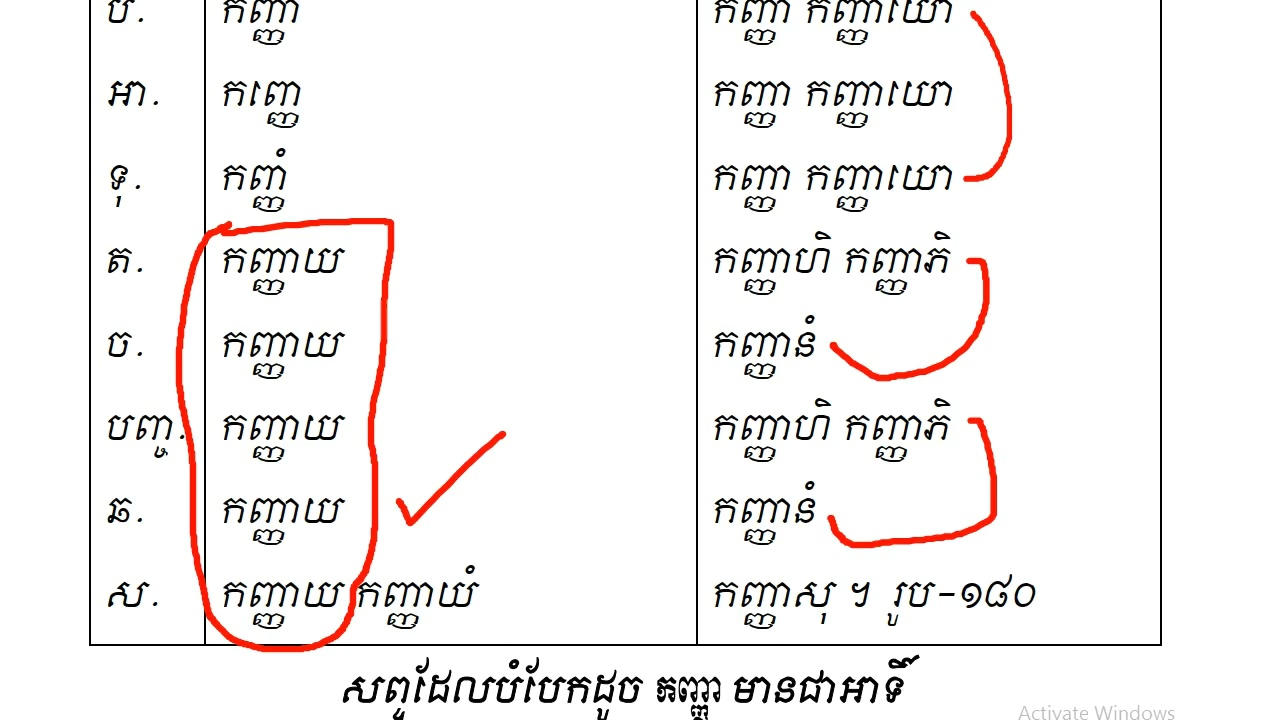 ប. កញ្ញា កញ្ញា កញ្ញាយោ
អា. កញ្ញេ កញ្ញា កញ្ញាយោ
ទុ. កញ្ញំ កញ្ញា កញ្ញាយោ
ត. កញ្ញាយ កញ្ញាហិ កញ្ញាភិ
ច. កញ្ញាយ កញ្ញានំ
បញ្ច. កញ្ញាយ កញ្ញាហិ កញ្ញាភិ
ឆ. កញ្ញាយ កញ្ញានំ
ស. កញ្ញាយ កញ្ញាយំ កញ្ញាសុ ។ រូប-១៨០
សព្ទដែលបំបែកដូច កញ្ញា មានជាអាទិ៍
Activate Windows